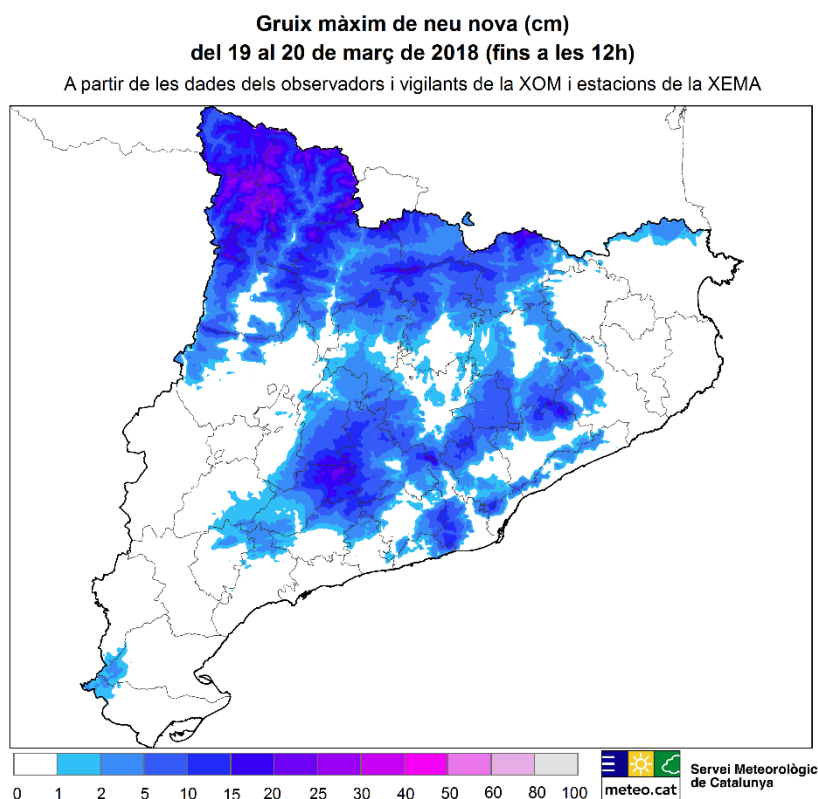 Gruix màxim de neu nova (cm)
del 19 al 20 de març de 2018 (fins a les 12h)
A partir de les dades dels observadors i vigilants de la XOM i estacions de la XEMA
0 1 2 5 10 15 20 25 30 40 50 60 80 100
meteo.cat
Servei Meteorològic
de Catalunya